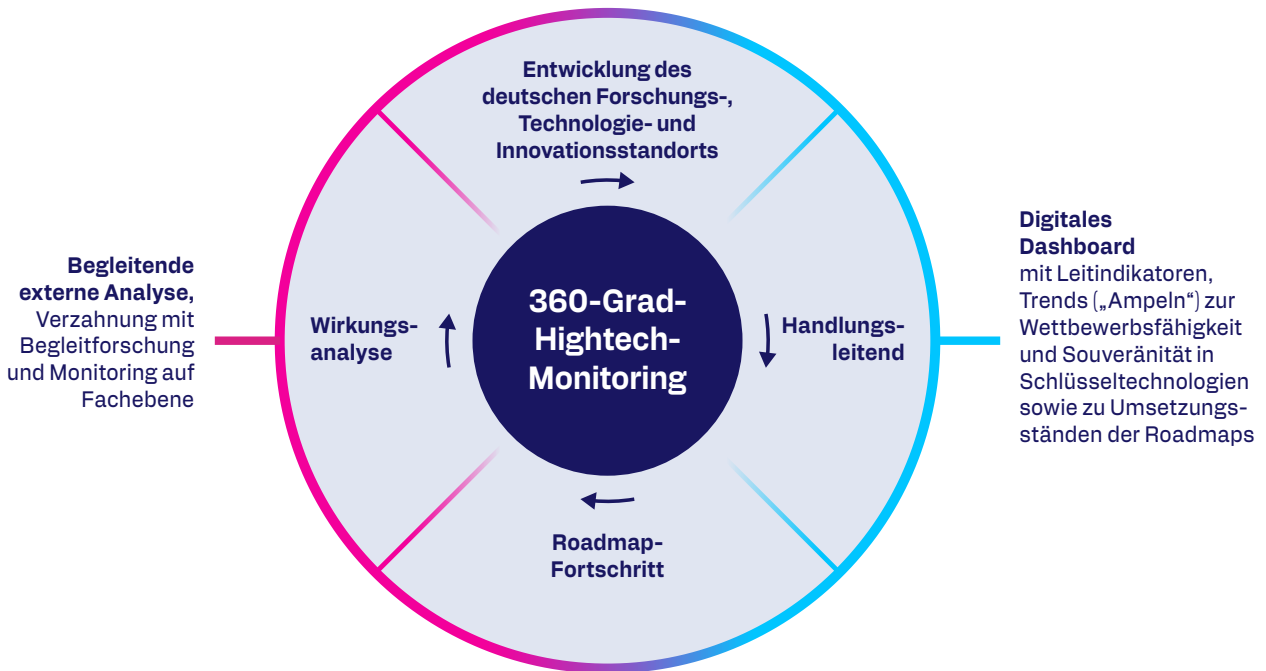 Entwicklung des
deutschen Forschungs-,
Technologie- und
Innovationsstandorts
Begleitende
externe Analyse,
Verzahnung mit
Begleitforschung
und Monitoring auf
Fachebene
Wirkungs-
analyse
360-Grad-
Hightech-
Monitoring
Handlungs-
leitend
Digitales
Dashboard
mit Leitindikatoren,
Trends („Ampeln“) zur
Wettbewerbsfähigkeit
und Souveränität in
Schlüsseltechnologien
sowie zu Umsetzungs-
ständen der Roadmaps
Roadmap-
Fortschritt